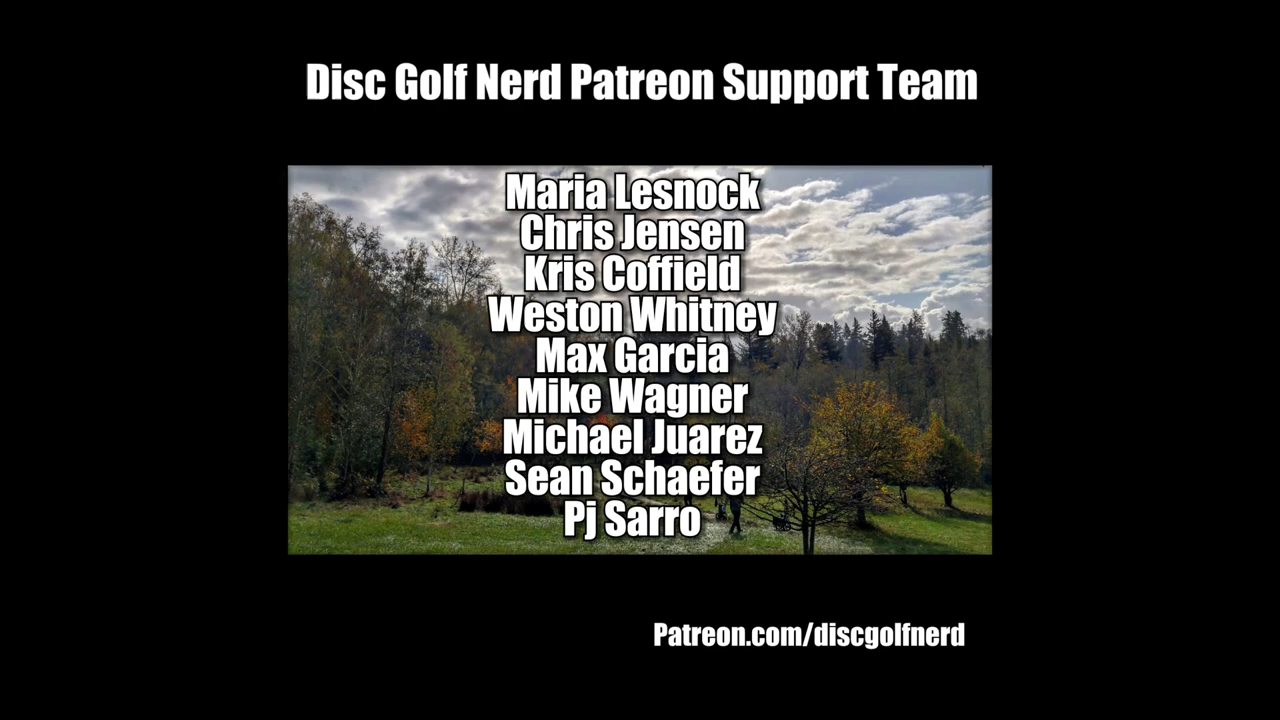 Disc Golf Nerd Patreon Support Team
Maria Lesnock
Chris Jensen
Kris Coffield
Weston Whitney
Max Garcia
Mike Wagner
Michael Juarez
Sean Schaefer
Pj Sarro
Patreon.com/discgolfnerd